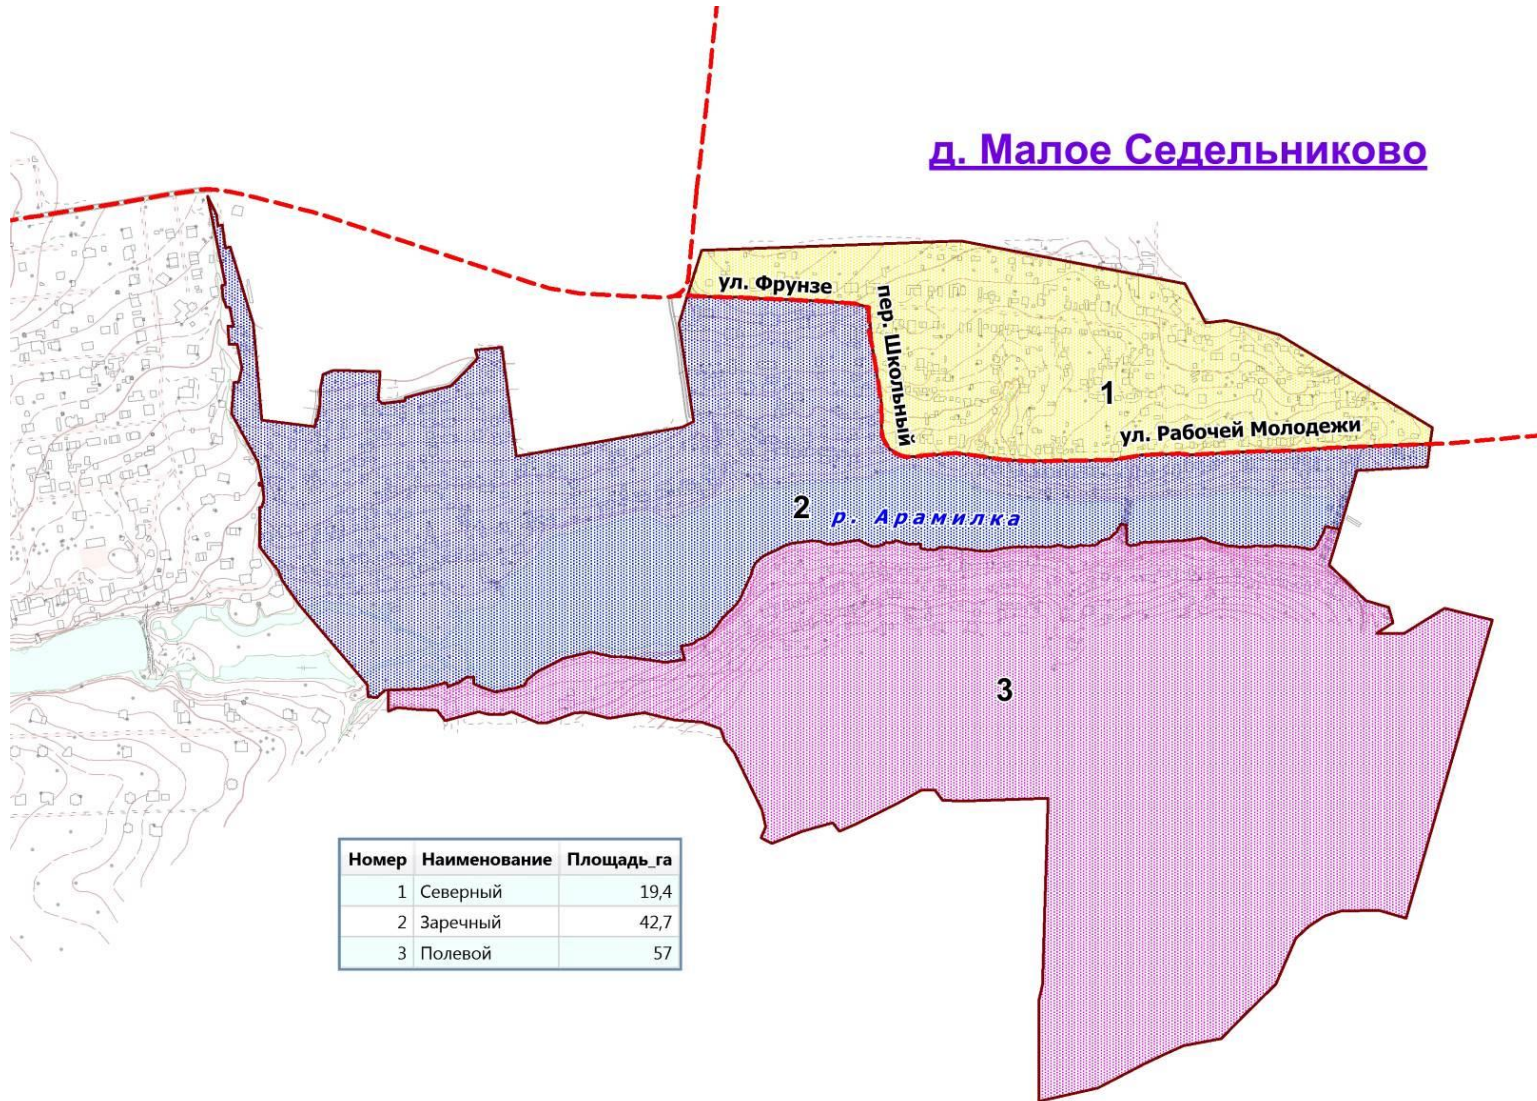 д. Малое Седельниково
ул. Фрунзе
пер. Школьный
1
ул. Рабочей Молодежи
2
р. Арамилка
3
Номер Наименование Площадь_га
1 Северный 19,4
2 Заречный 42,7
3 Полевой 57